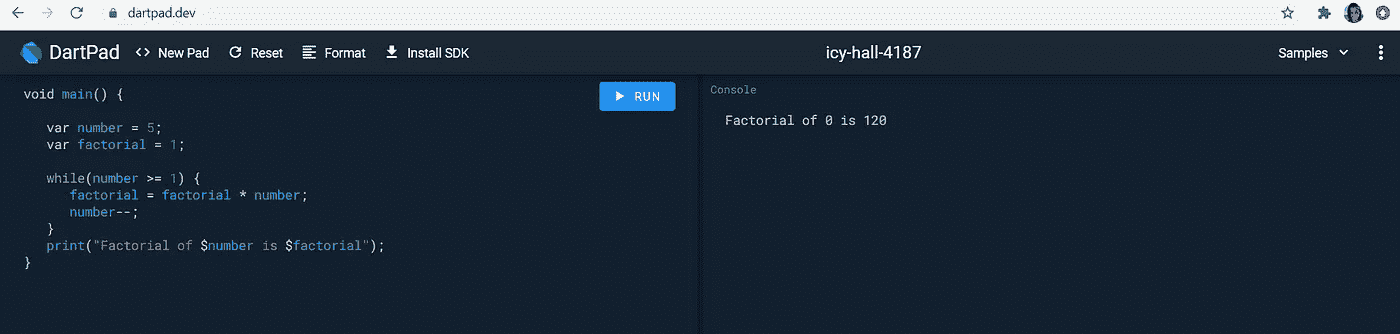 dartpad.dev
DartPad <> New Pad Reset Format Install SDK icy-hall-4187 Samples
void main() {
RUN
Console
Factorial of 0 is 120
var number = 5;
var factorial = 1;
while(number >= 1) {
factorial = factorial * number;
number--;
}
print("Factorial of $number is $factorial");
}